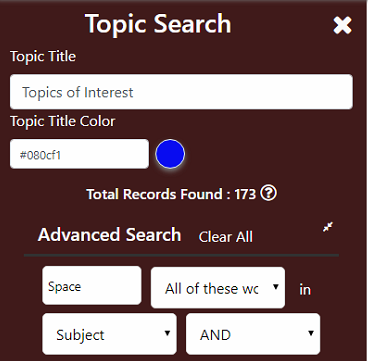 Topic Search
Topic Title
Topics of Interest
Topic Title Color
#080cf1
Total Records Found : 173
Advanced Search Clear All
Space All of these wo in
Subject AND